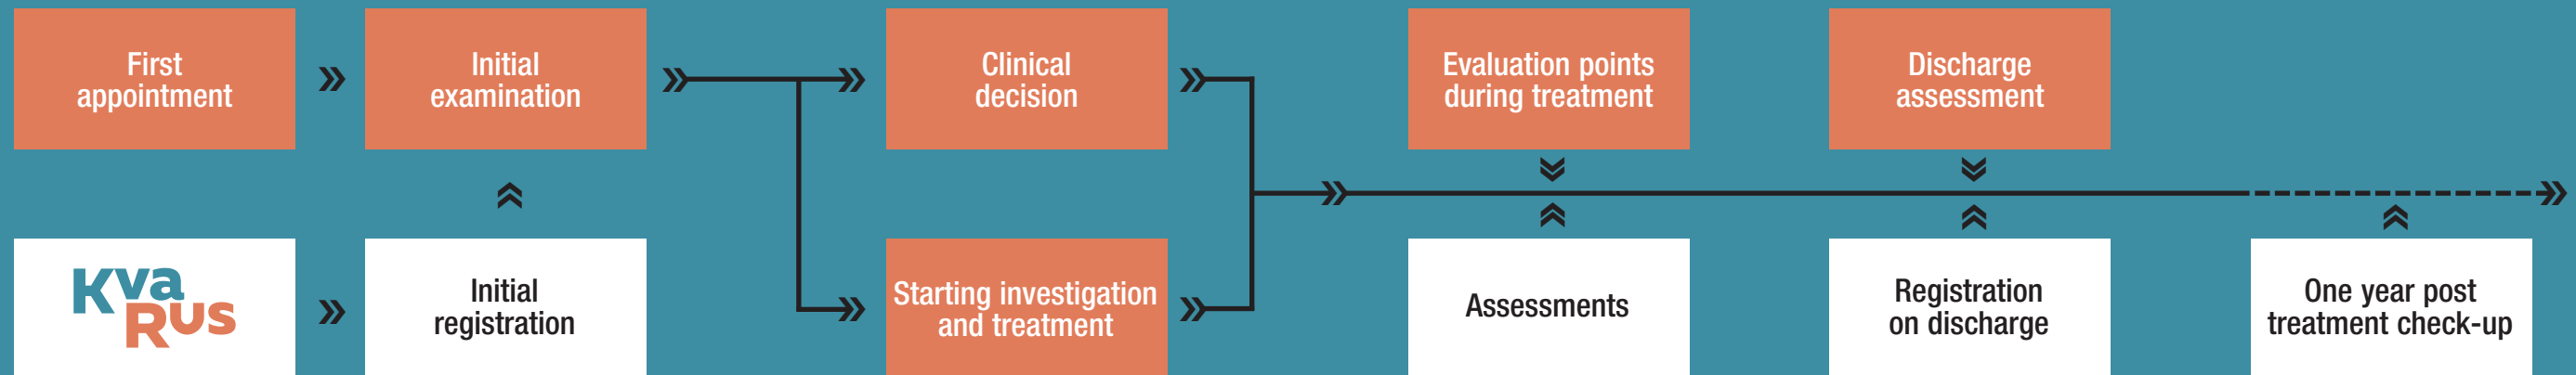 First
appointment
Initial
examination
Clinical
decision
Evaluation points
during treatment
Discharge
assessment
Kva
RUS
Initial
registration
Starting investigation
and treatment
Assessments
Registration
on discharge
One year post
treatment check-up